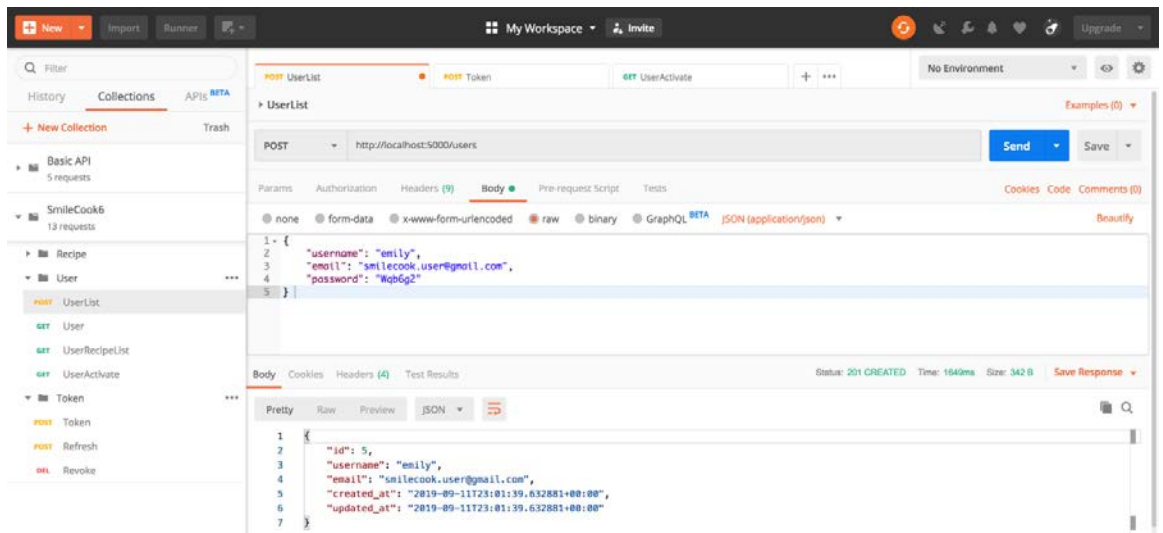 New Import Runner My Workspace Invite Upgrade
Filter
History Collections APIs BETA
+ New Collection Trash
Basic API
5 requests
SmileCook6
13 requests
Recipe
User
POST UserList
GET User
GET UserRecipeList
GET UserActivate
Token
POST Token
POST Refresh
DEL Revoke
POST UserList POST Token GET UserActivate + ••• No Environment
UserList Examples (0)
POST http://localhost:5000/users Send Save
Params Authorization Headers (9) Body Pre-request Script Tests Cookies Code Comments (0)
none form-data x-www-form-urlencoded raw binary GraphQL BETA JSON (application/json) Beautify
1 {
2 "username": "emily",
3 "email": "smilecook.user@gmail.com",
4 "password": "Wqb6g2"
5 }
Body Cookies Headers (4) Test Results Status: 201 CREATED Time: 1649ms Size: 342 B Save Response
Pretty Raw Preview JSON
1 {
2 "id": 5,
3 "username": "emily",
4 "email": "smilecook.user@gmail.com",
5 "created_at": "2019-09-11T23:01:39.632881+00:00",
6 "updated_at": "2019-09-11T23:01:39.632881+00:00"
7 }